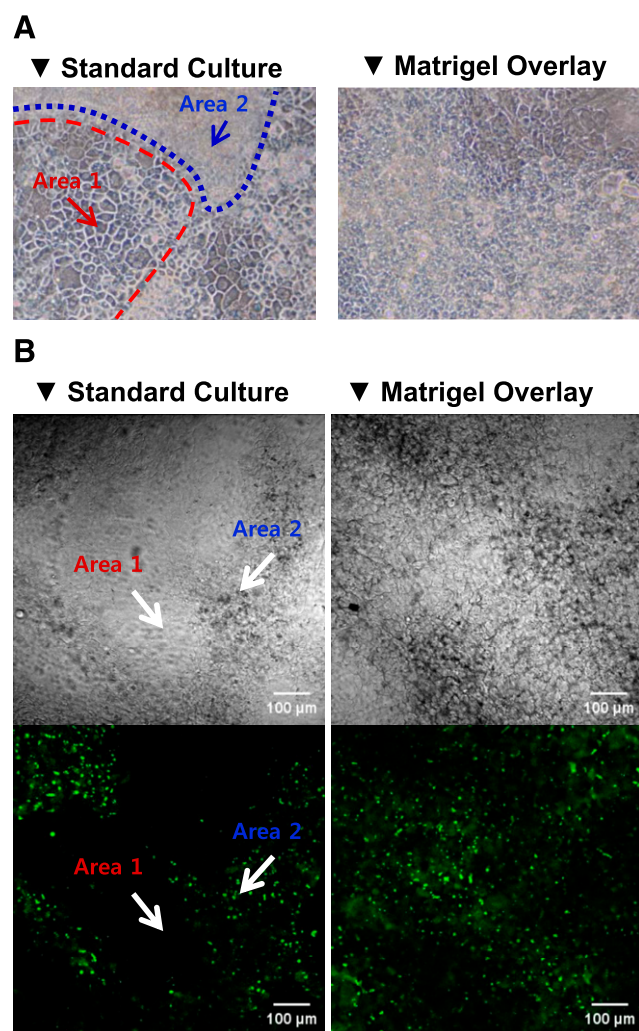 A
▼ Standard Culture
▼ Matrigel Overlay
Area 2
Area 1
B
▼ Standard Culture
▼ Matrigel Overlay
Area 2
Area 1
100 µm
100 µm
Area 2
Area 1
100 µm
100 µm